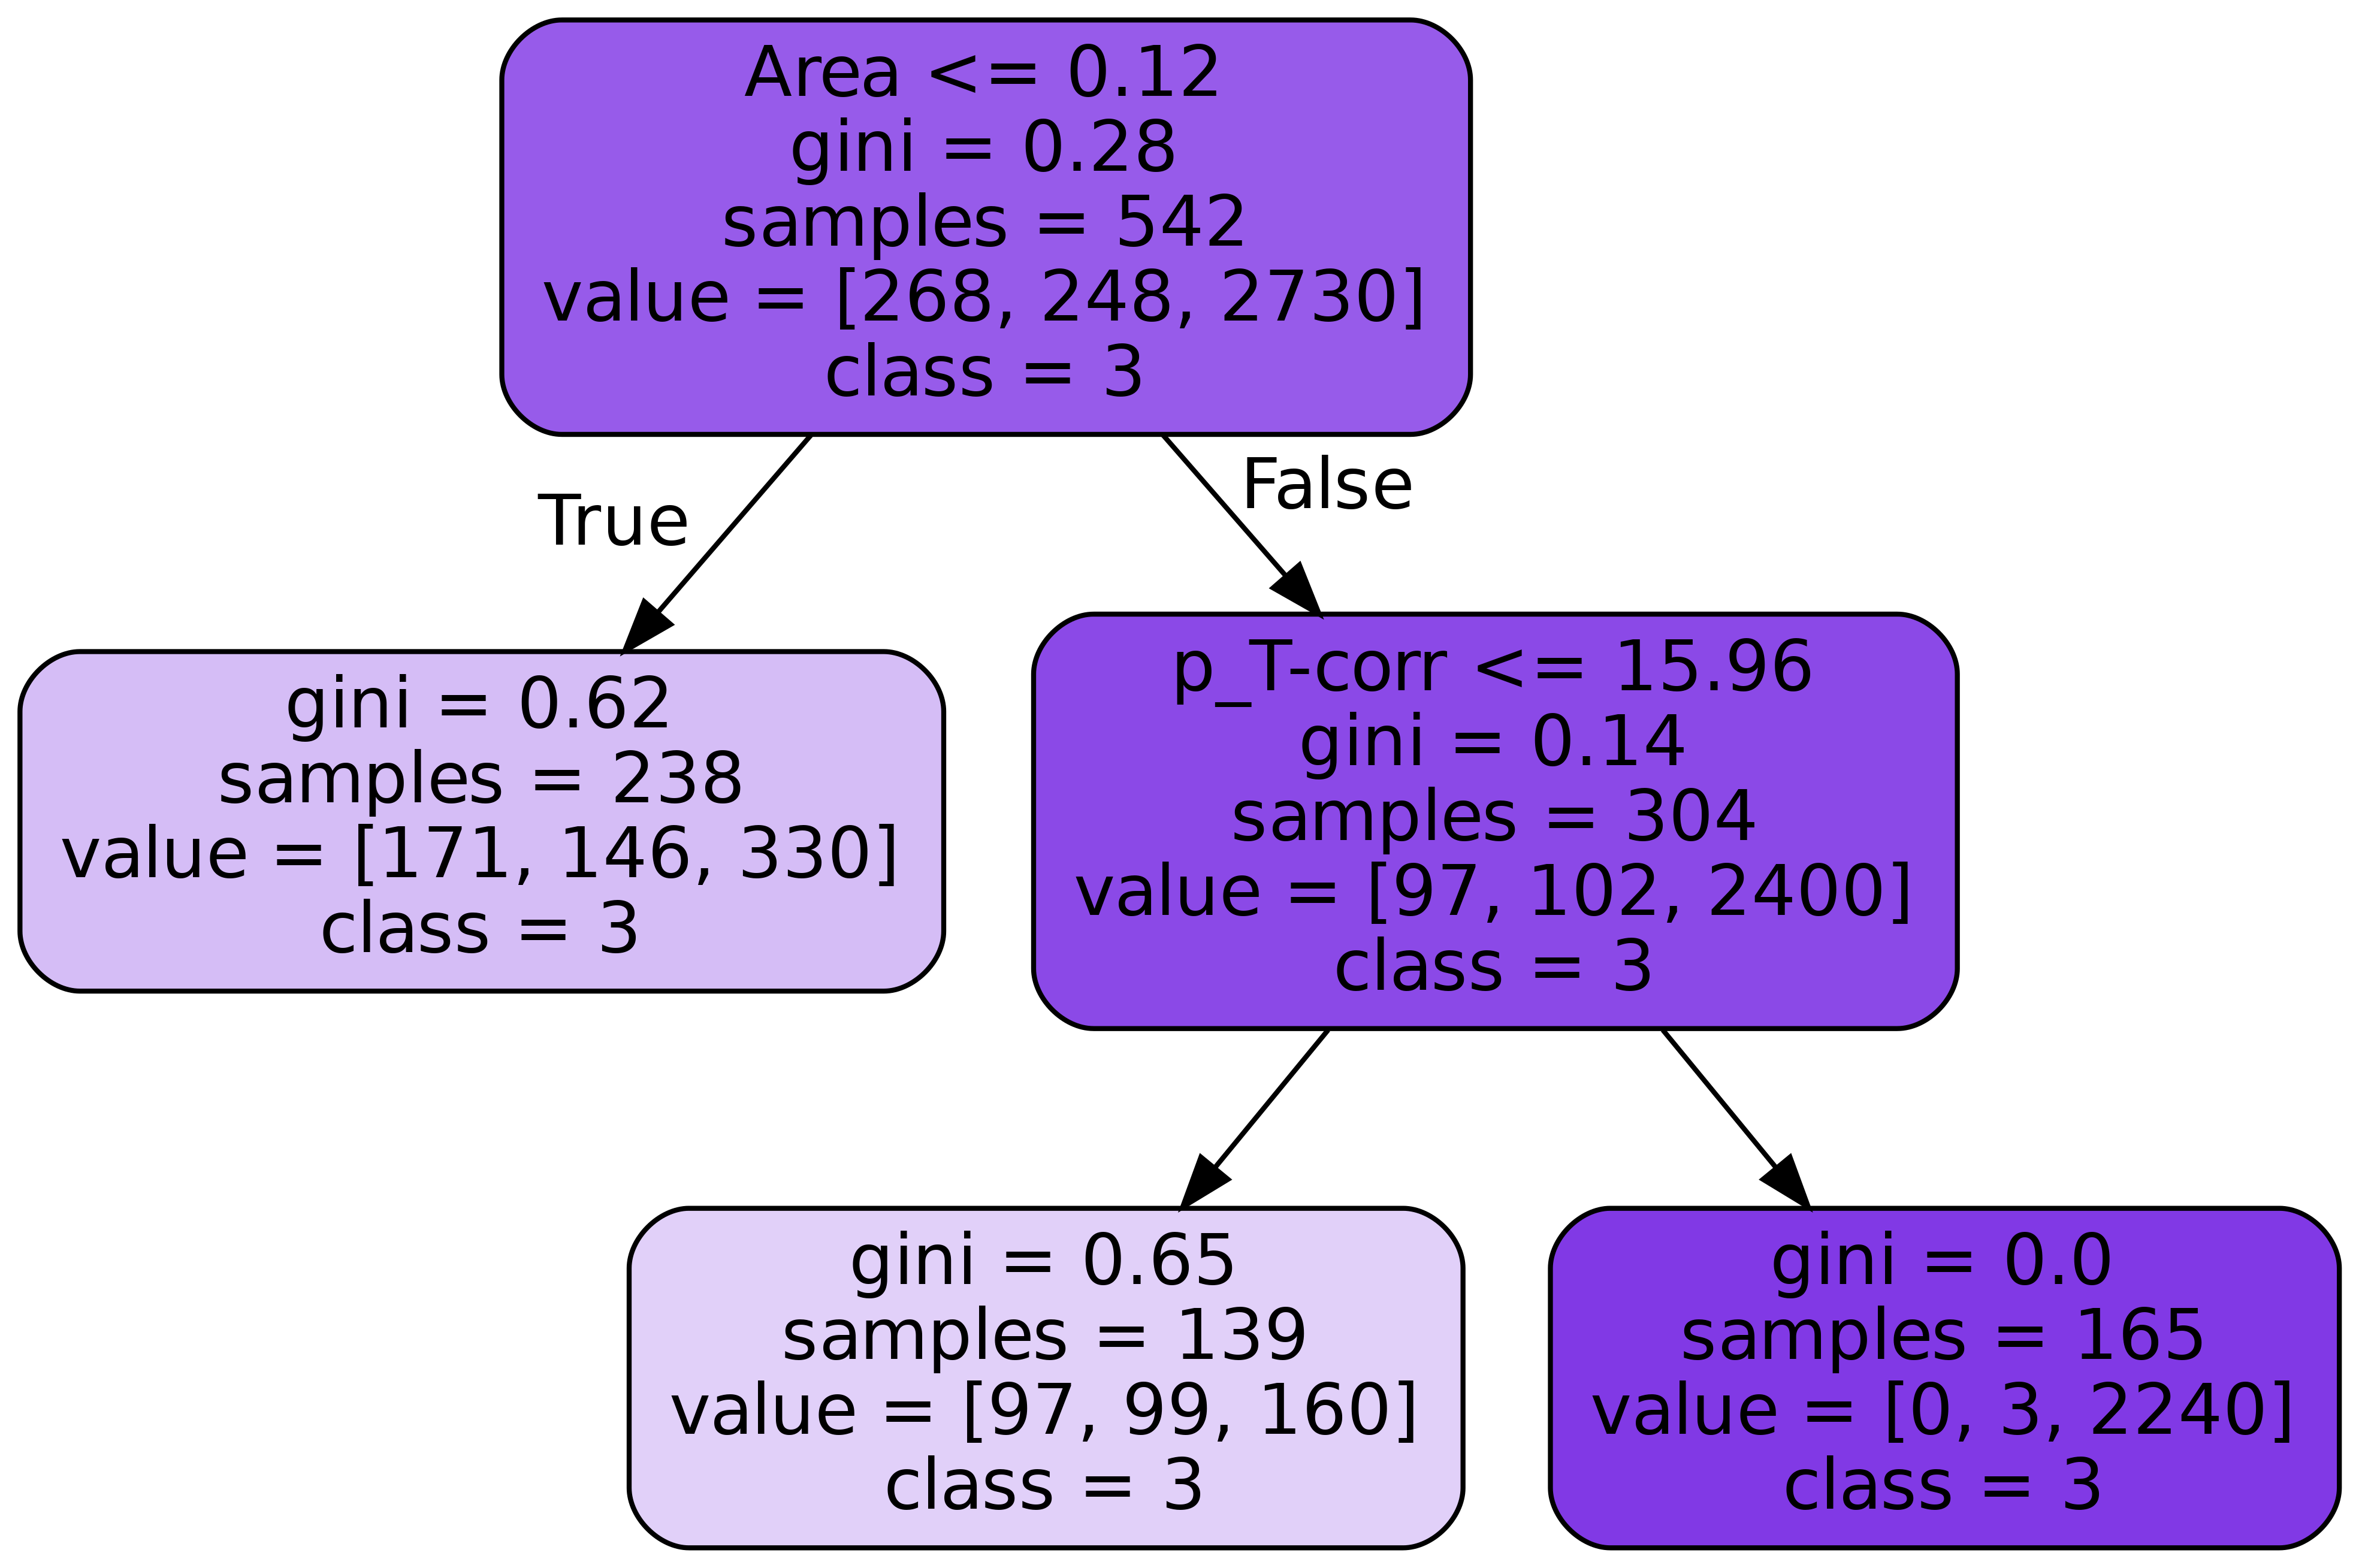 Area <= 0.12
gini = 0.28
samples = 542
value = [268, 248, 2730]
class = 3
True
False
gini = 0.62
samples = 238
value = [171, 146, 330]
class = 3
p_T-corr <= 15.96
gini = 0.14
samples = 304
value = [97, 102, 2400]
class = 3
gini = 0.65
samples = 139
value = [97, 99, 160]
class = 3
gini = 0.0
samples = 165
value = [0, 3, 2240]
class = 3